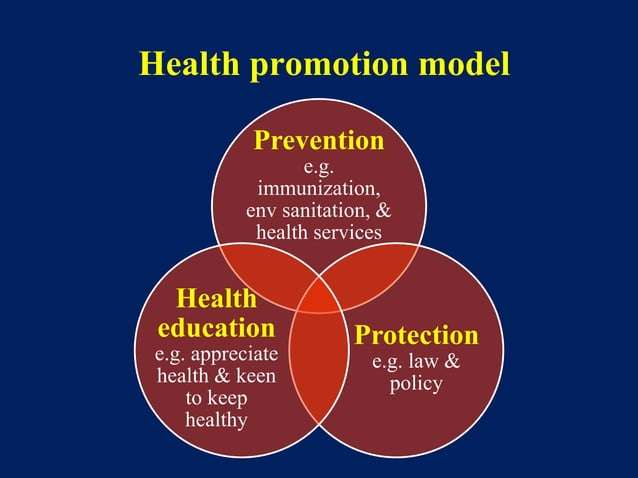 Health promotion model
Prevention
e.g.
immunization,
env sanitation, &
health services
Health
education
e.g. appreciate
health & keen
to keep
healthy
Protection
e.g. law &
policy